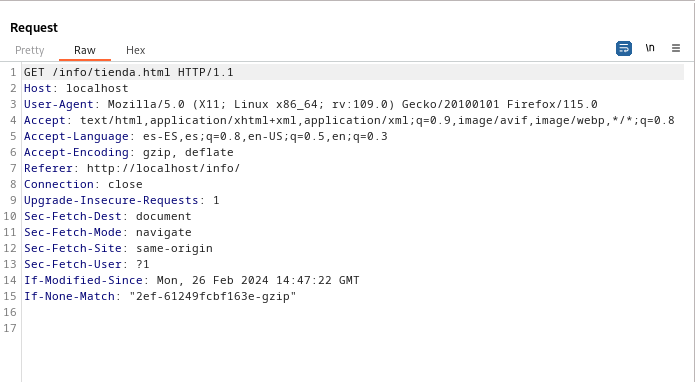 Request
Pretty Raw Hex \n
1 GET /info/tienda.html HTTP/1.1
2 Host: localhost
3 User-Agent: Mozilla/5.0 (X11; Linux x86_64; rv:109.0) Gecko/20100101 Firefox/115.0
4 Accept: text/html,application/xhtml+xml,application/xml;q=0.9,image/avif,image/webp,*/*;q=0.8
5 Accept-Language: es-ES,es;q=0.8,en-US;q=0.5,en;q=0.3
6 Accept-Encoding: gzip, deflate
7 Referer: http://localhost/info/
8 Connection: close
9 Upgrade-Insecure-Requests: 1
10 Sec-Fetch-Dest: document
11 Sec-Fetch-Mode: navigate
12 Sec-Fetch-Site: same-origin
13 Sec-Fetch-User: ?1
14 If-Modified-Since: Mon, 26 Feb 2024 14:47:22 GMT
15 If-None-Match: "2ef-61249fcbf163e-gzip"
16
17